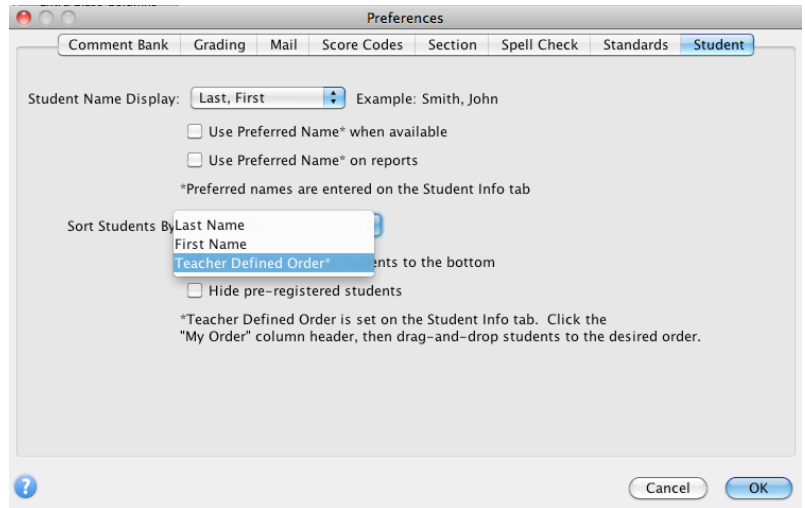 Preferences
Comment Bank Grading Mail Score Codes Section Spell Check Standards Student
Student Name Display: Last, First Example: Smith, John
Use Preferred Name* when available
Use Preferred Name* on reports
*Preferred names are entered on the Student Info tab
Sort Students By Last Name
First Name
Teacher Defined Order* ents to the bottom
Hide pre-registered students
*Teacher Defined Order is set on the Student Info tab. Click the
"My Order" column header, then drag-and-drop students to the desired order.
? Cancel OK